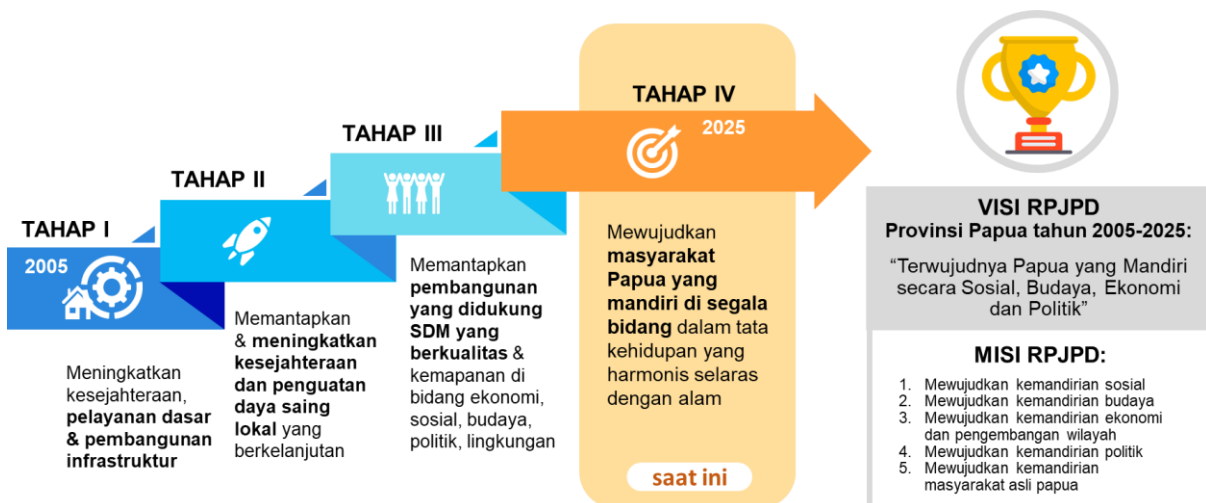 TAHAP I
2005
Meningkatkan
kesejahteraan,
pelayanan dasar
& pembangunan
infrastruktur
TAHAP II
Memantapkan
& meningkatkan
kesejahteraan
dan penguatan
daya saing
lokal yang
berkelanjutan
TAHAP III
Memantapkan
pembangunan
yang didukung
SDM yang
berkualitas &
kemapanan di
bidang ekonomi,
sosial, budaya,
politik, lingkungan
TAHAP IV
2025
Mewujudkan
masyarakat
Papua yang
mandiri di segala
bidang dalam tata
kehidupan yang
harmonis selaras
dengan alam
saat ini
VISI RPJPD
Provinsi Papua tahun 2005-2025:
“Terwujudnya Papua yang Mandiri
secara Sosial, Budaya, Ekonomi
dan Politik”
MISI RPJPD:
1. Mewujudkan kemandirian sosial
2. Mewujudkan kemandirian budaya
3. Mewujudkan kemandirian ekonomi
dan pengembangan wilayah
4. Mewujudkan kemandirian politik
5. Mewujudkan kemandirian
masyarakat asli papua